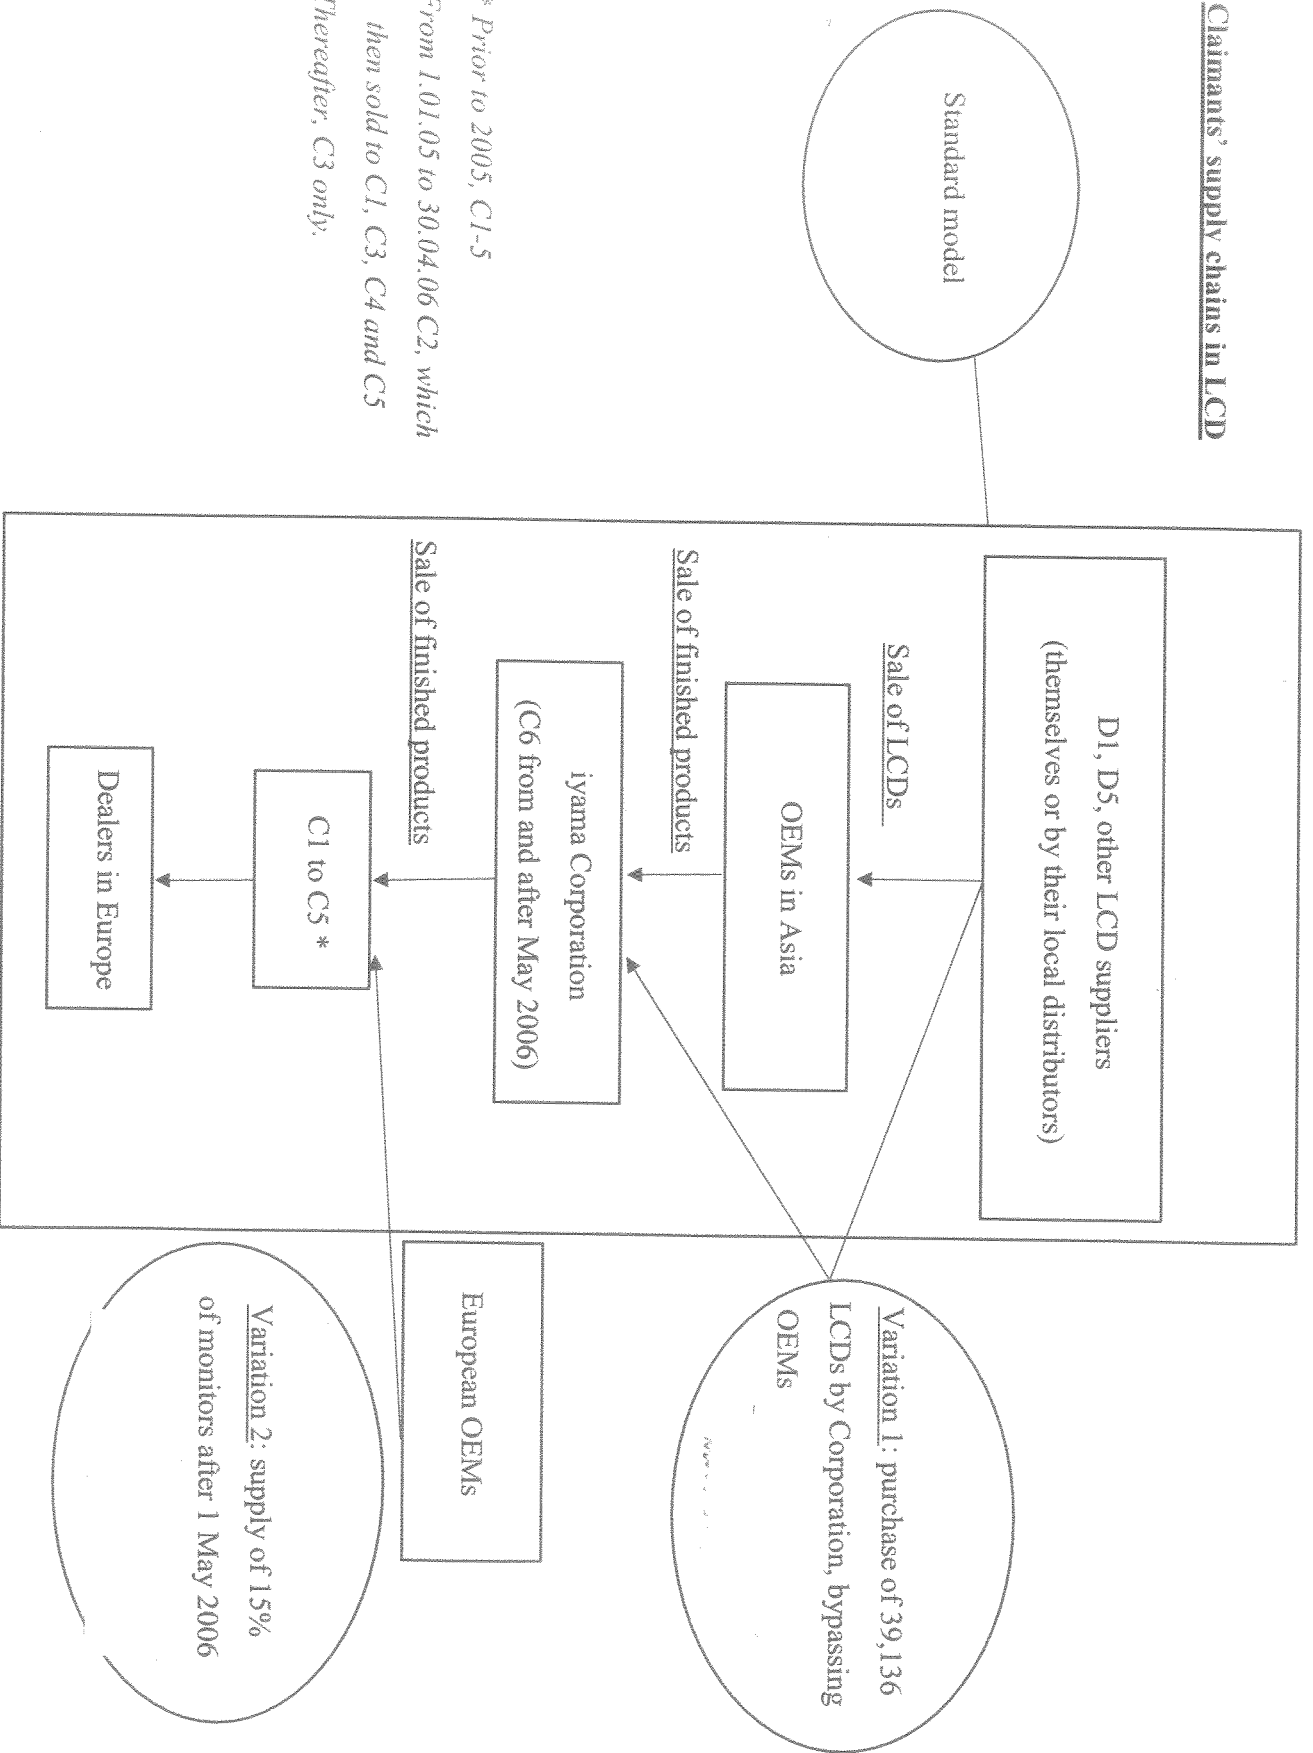 Claimants' supply chains in LCD
Standard model
D1, D5, other LCD suppliers
(themselves or by their local distributors)
Sale of LCDs
Variation 1: purchase of 39,136
LCDs by Corporation, bypassing
OEMs
OEMs in Asia
Sale of finished products
iyama Corporation
(C6 from and after May 2006)
European OEMs
Sale of finished products
C1 to C5 *
Variation 2: supply of 15%
of monitors after 1 May 2006
Dealers in Europe
* Prior to 2005, C1-5
From 1.01.05 to 30.04.06 C2, which
then sold to C1, C3, C4 and C5
Thereafter, C3 only.